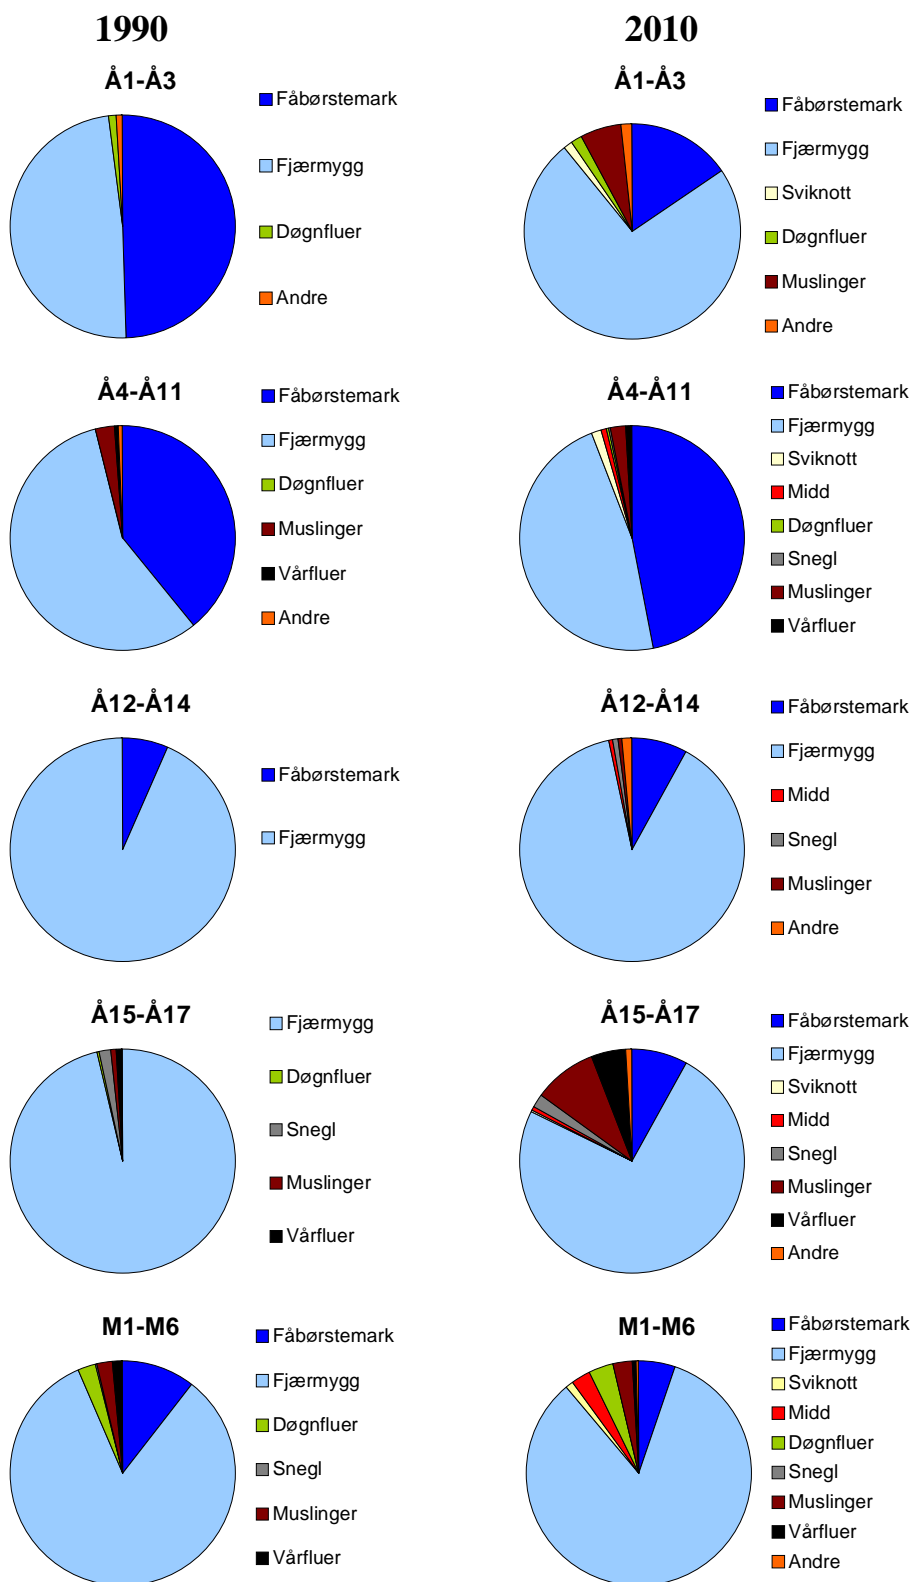 1990
2010
Å1-Å3
Fåbørstemark
Fjærmygg
Døgnfluer
Andre
Å1-Å3
Fåbørstemark
Fjærmygg
Sviknott
Døgnfluer
Muslinger
Andre
Å4-Å11
Fåbørstemark
Fjærmygg
Døgnfluer
Muslinger
Vårfluer
Andre
Å4-Å11
Fåbørstemark
Fjærmygg
Sviknott
Midd
Døgnfluer
Snegl
Muslinger
Vårfluer
Å12-Å14
Fåbørstemark
Fjærmygg
Å12-Å14
Fåbørstemark
Fjærmygg
Midd
Snegl
Muslinger
Andre
Å15-Å17
Fjærmygg
Døgnfluer
Snegl
Muslinger
Vårfluer
Å15-Å17
Fåbørstemark
Fjærmygg
Sviknott
Midd
Snegl
Muslinger
Vårfluer
Andre
M1-M6
Fåbørstemark
Fjærmygg
Døgnfluer
Snegl
Muslinger
Vårfluer
M1-M6
Fåbørstemark
Fjærmygg
Sviknott
Midd
Døgnfluer
Snegl
Muslinger
Vårfluer
Andre